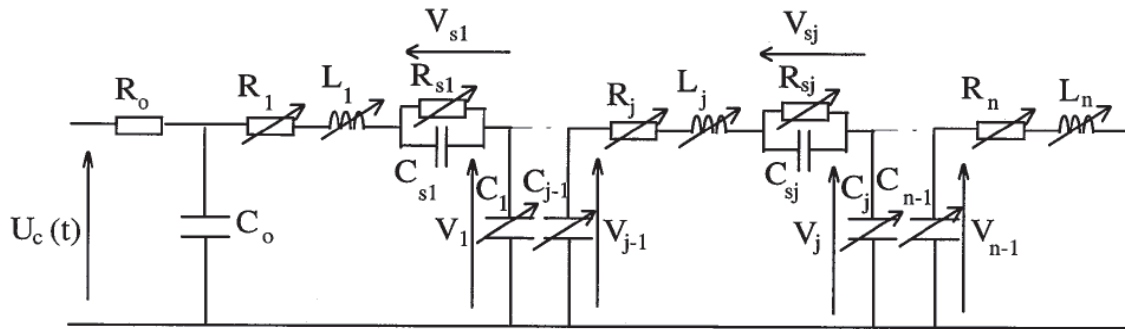 V_s1
V_sj
R_o
R_1
L_1
R_s1
R_j
L_j
R_sj
R_n
L_n
C_s1
C_sj
U_c (t)
C_o
V_1
C_1
C_j-1
V_j-1
V_j
C_j
C_n-1
V_n-1